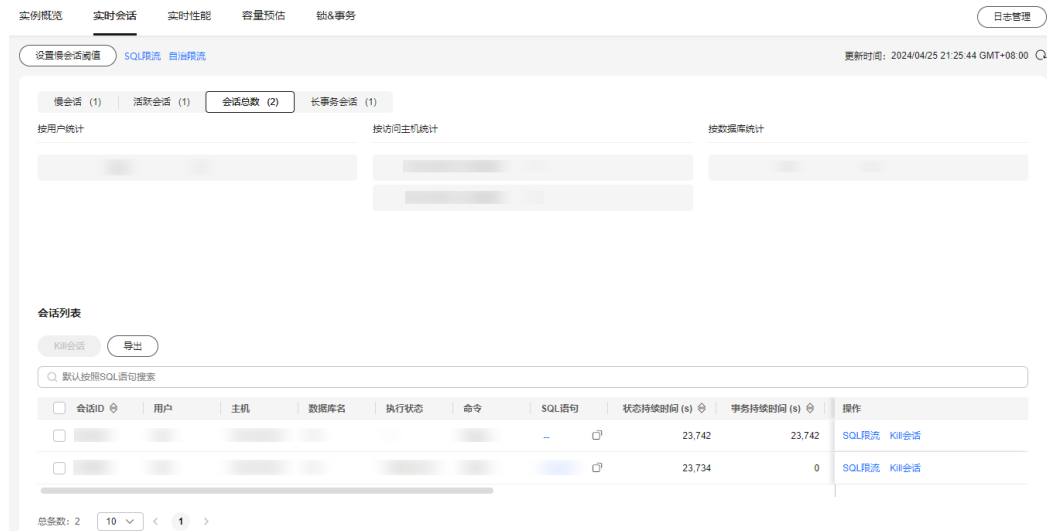 实例概览 实时会话 实时性能 容量预估 锁&事务 日志管理
设置慢会话阈值 SQL限流 自治限流 更新时间：2024/04/25 21:25:44 GMT+08:00
慢会话 (1) 活跃会话 (1) 会话总数 (2) 长事务会话 (1)
按用户统计 按访问主机统计 按数据库统计
会话列表
Kill会话 导出
默认按照SQL语句搜索
会话ID 用户 主机 数据库名 执行状态 命令 SQL语句 状态持续时间 (s) 事务持续时间 (s) 操作
-- 23,742 23,742 SQL限流 Kill会话
23,734 0 SQL限流 Kill会话
总条数：2 10 1